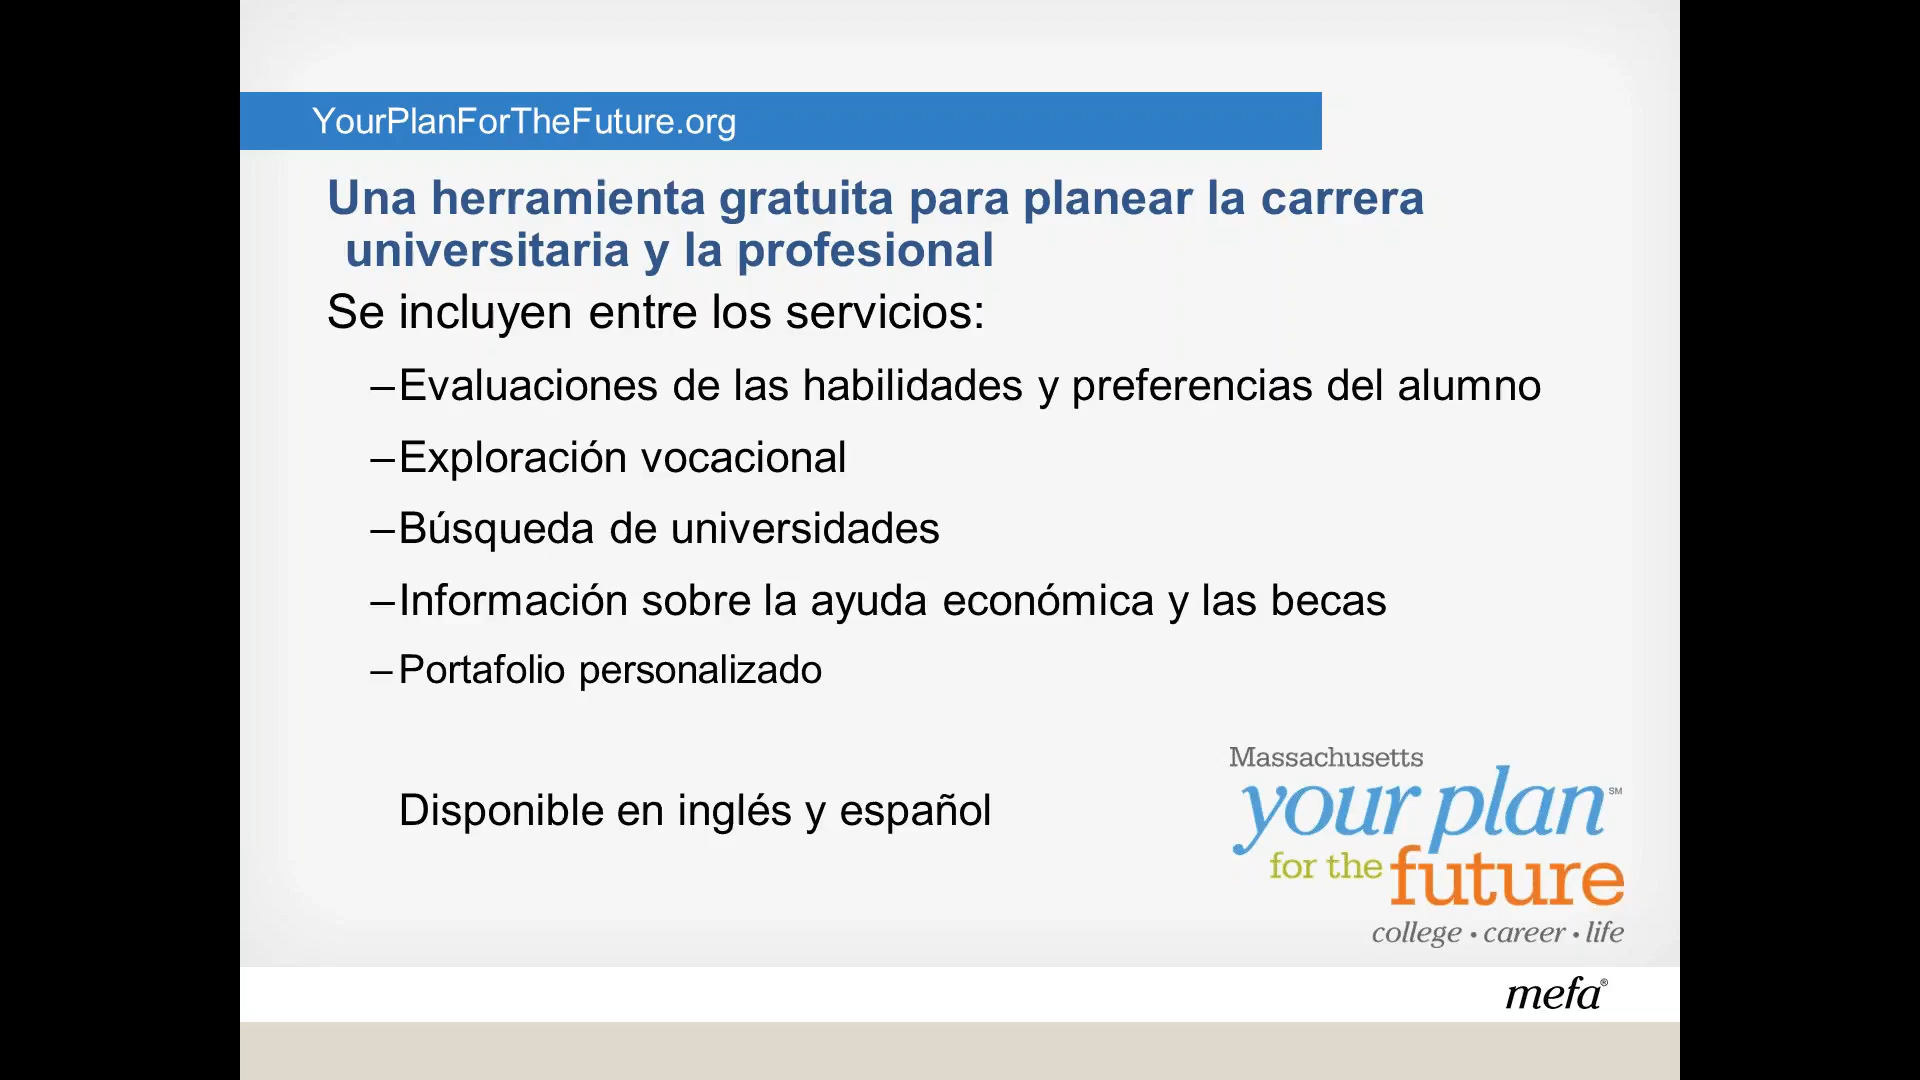 YourPlanForTheFuture.org
Una herramienta gratuita para planear la carrera
universitaria y la profesional
Se incluyen entre los servicios:
–Evaluaciones de las habilidades y preferencias del alumno
–Exploración vocacional
–Búsqueda de universidades
–Información sobre la ayuda económica y las becas
–Portafolio personalizado
Disponible en inglés y español
Massachusetts
your plan℠
for the future
college • career • life
mefa®